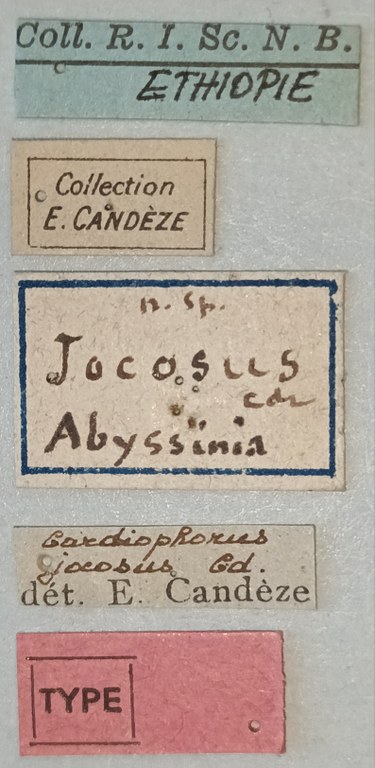 Coll. R. I. Sc. N. B.
ETHIOPIE
Collection
E. CANDÈZE
n. sp.
Jocosus
cdz
Abyssinia
Cardiophorus
jocosus Cd.
dét. E. Candèze
TYPE